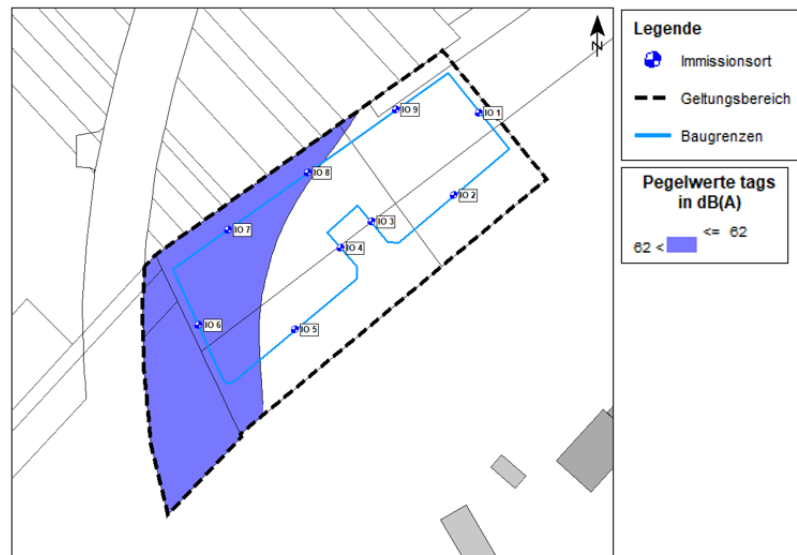 N
IO 9
IO 1
IO 8
IO 2
IO 3
IO 7
IO 4
IO 6
IO 5
Legende
Immissionsort
Geltungsbereich
Baugrenzen
Pegelwerte tags
in dB(A)
<= 62
62 <